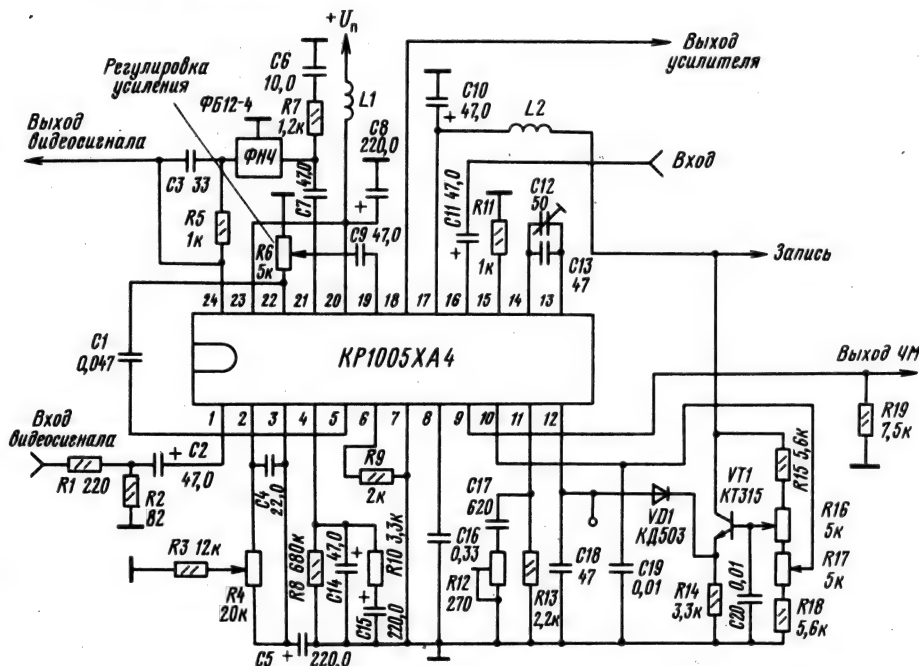 +Uп
Выход
усилителя
Регулировка
усиления
C6
10,0
ФБ12-4
R7
1,2к
L1
C8
220,0
C10
47,0
L2
Выход
видеосигнала
ФНЧ
Вход
C3 33
R5
1к
C7 47,0
R6
5к
C9 47,0
C11 47,0
R11
1к
C12
50
C13
47
Запись
24 23 22 21 20 19 18 17 16 15 14 13
C1
0,047
КР1005ХА4
Выход ЧМ
1 2 3 4 5 6 7 8 9 10 11 12
Вход
видеосигнала
R1 220
R2
82
C2
47,0
C4
22,0
R9
2к
R19
7,5к
R3 12к
R4
20к
R8 680к
C14 47,0
R10 3,3к
C15
220,0
C5
220,0
C16
0,33
C17
620
R12
270
R13
2,2к
C18
47
VD1
КД503
C19
0,01
VT1
КТ315
R14
3,3к
C20 0,01
R15 5,6к
R16
5к
R17
5к
R18
5,6к